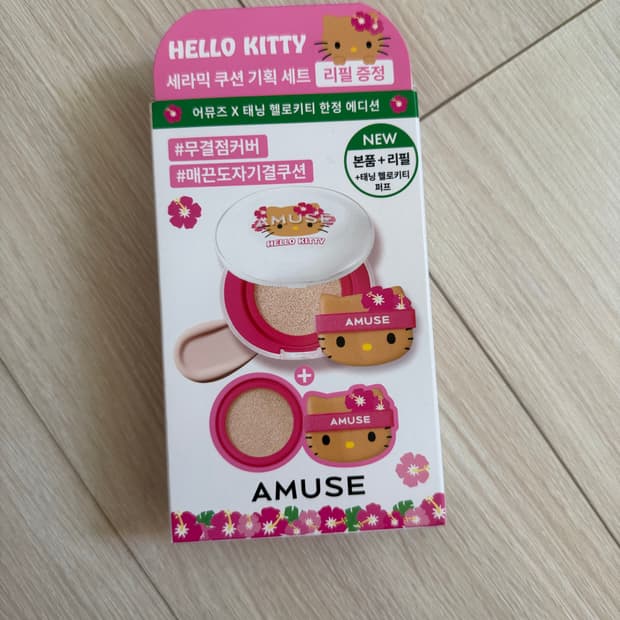 HELLO KITTY
세라믹 쿠션 기획 세트 리필 증정
어뮤즈 X 태닝 헬로키티 한정 에디션
#무결점커버
#매끈도자기결쿠션
NEW
본품+리필
+태닝 헬로키티
퍼프
AMUSE
HELLO KITTY
AMUSE
+
AMUSE
AMUSE